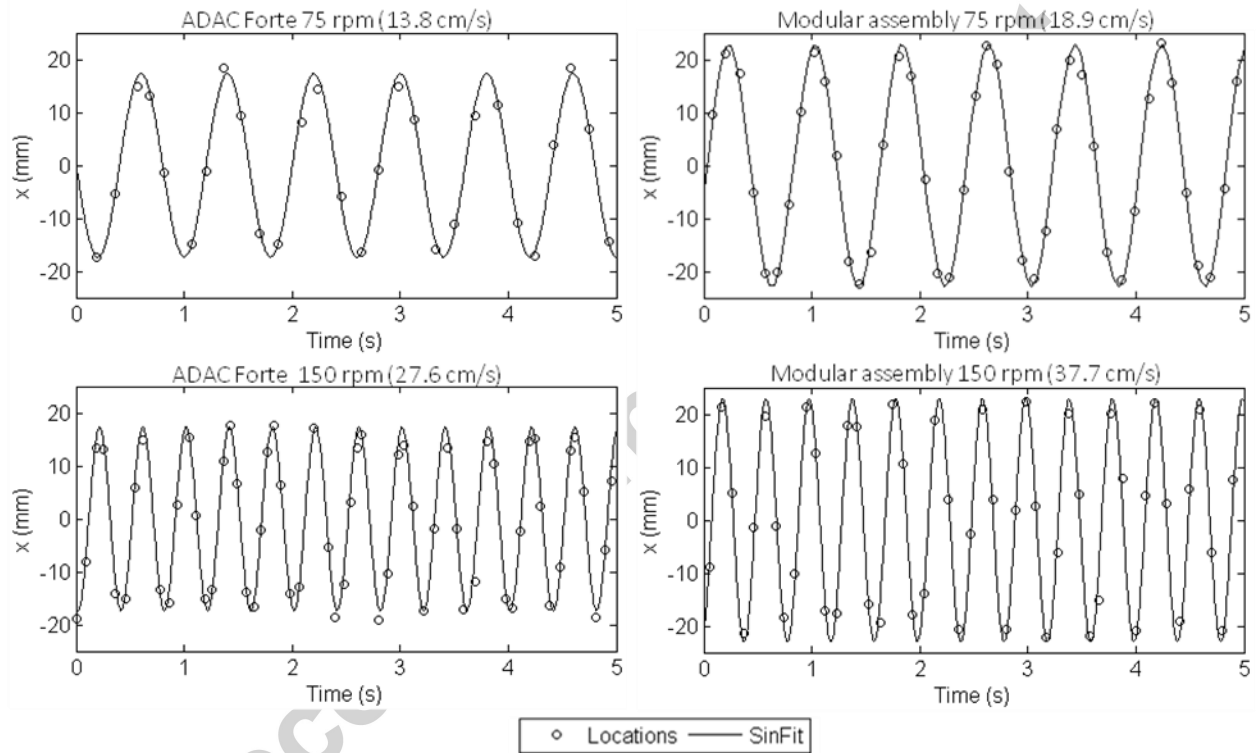 ADAC Forte 75 rpm (13.8 cm/s)
20
10
0
-10
-20
x (mm)
0 1 2 3 4 5
Time (s)
Modular assembly 75 rpm (18.9 cm/s)
20
10
0
-10
-20
x (mm)
0 1 2 3 4 5
Time (s)
ADAC Forte 150 rpm (27.6 cm/s)
20
10
0
-10
-20
x (mm)
0 1 2 3 4 5
Time (s)
Modular assembly 150 rpm (37.7 cm/s)
20
10
0
-10
-20
x (mm)
0 1 2 3 4 5
Time (s)
Locations SinFit